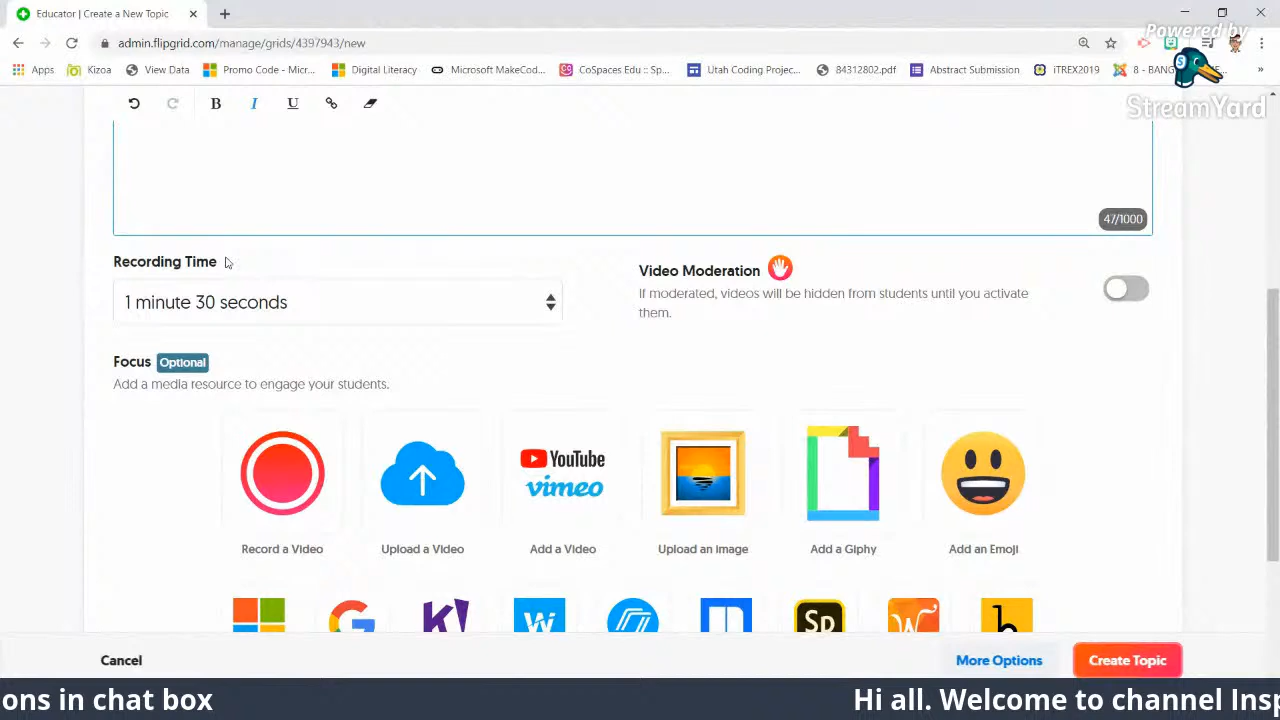 Educator | Create a New Topic
Powered by
admin.flipgrid.com/manage/grids/4397943/new
Apps
Kizoa
View Data
Promo Code - Micr...
Digital Literacy
Microbit MakeCod...
CoSpaces Edu :: Sp...
Utah Coding Projec...
84312802.pdf
Abstract Submission
iTREX2019
StreamYard
B I U
47/1000
Recording Time
Video Moderation
1 minute 30 seconds
If moderated, videos will be hidden from students until you activate
them.
Focus Optional
Add a media resource to engage your students.
YouTube
vimeo
Record a Video
Upload a Video
Add a Video
Upload an image
Add a Giphy
Add an Emoji
K!
W
Sp
W
b
Cancel
More Options
Create Topic
ons in chat box
Hi all. Welcome to channel Insp